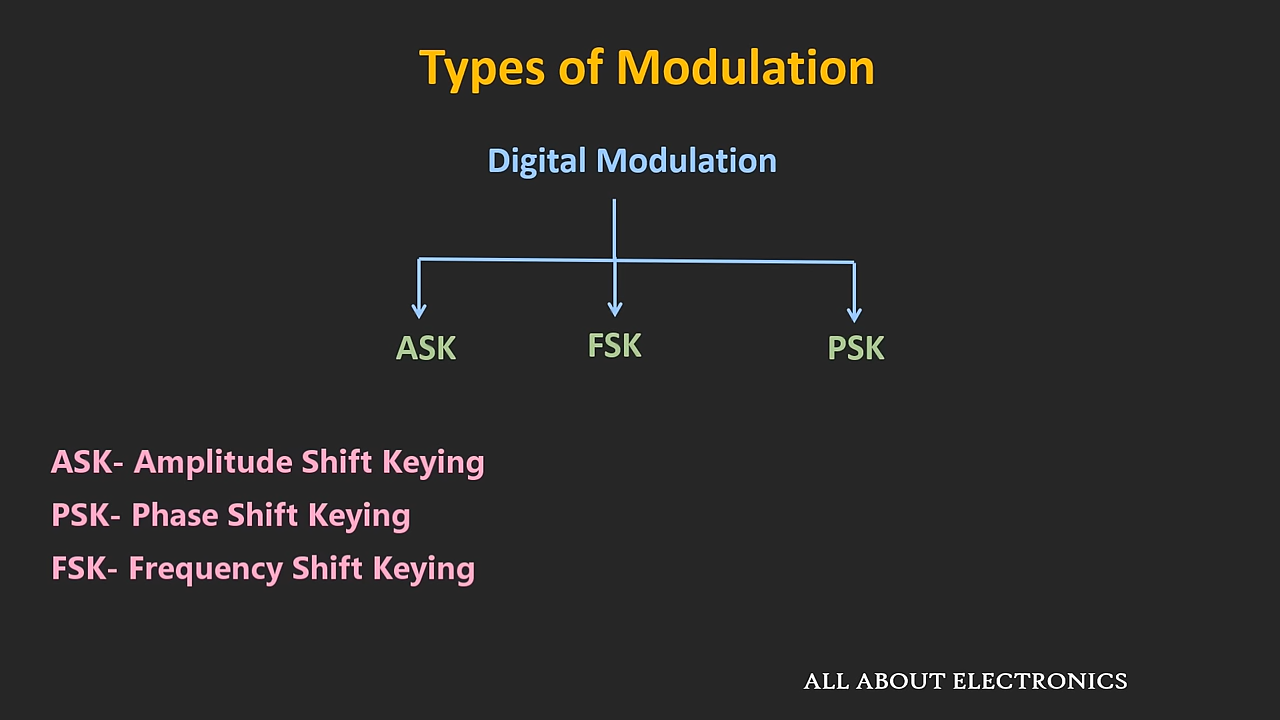 Types of Modulation
Digital Modulation
ASK FSK PSK
ASK- Amplitude Shift Keying
PSK- Phase Shift Keying
FSK- Frequency Shift Keying
ALL ABOUT ELECTRONICS